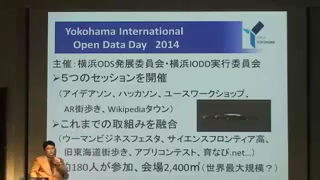 Yokohama International
Open Data Day 2014
主催：横浜ODS発展委員会・横浜IODD実行委員会
➢５つのセッションを開催
（アイデアソン、ハッカソン、ユースワークショップ、
AR街歩き、Wikipediaタウン）
➢これまでの取組みを融合
（ウーマンビジネスフェスタ、サイエンスフロンティア高、
旧東海道街歩き、アプリコンテスト、育なび.net…）
約180人が参加、会場2,400㎡（世界最大規模？）